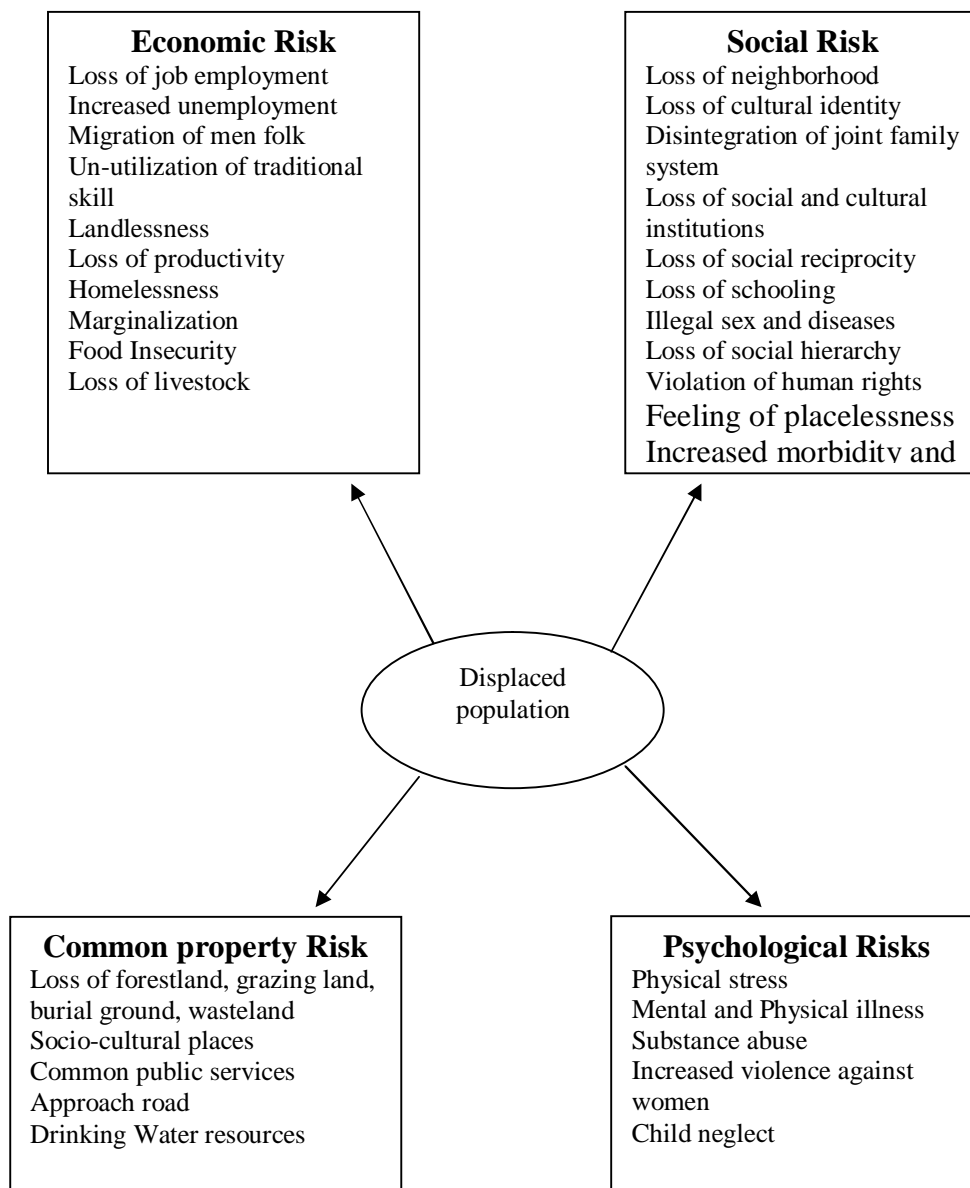 Economic Risk
Loss of job employment
Increased unemployment
Migration of men folk
Un-utilization of traditional
skill
Landlessness
Loss of productivity
Homelessness
Marginalization
Food Insecurity
Loss of livestock
Social Risk
Loss of neighborhood
Loss of cultural identity
Disintegration of joint family
system
Loss of social and cultural
institutions
Loss of social reciprocity
Loss of schooling
Illegal sex and diseases
Loss of social hierarchy
Violation of human rights
Feeling of placelessness
Increased morbidity and
Displaced
population
Common property Risk
Loss of forestland, grazing land,
burial ground, wasteland
Socio-cultural places
Common public services
Approach road
Drinking Water resources
Psychological Risks
Physical stress
Mental and Physical illness
Substance abuse
Increased violence against
women
Child neglect